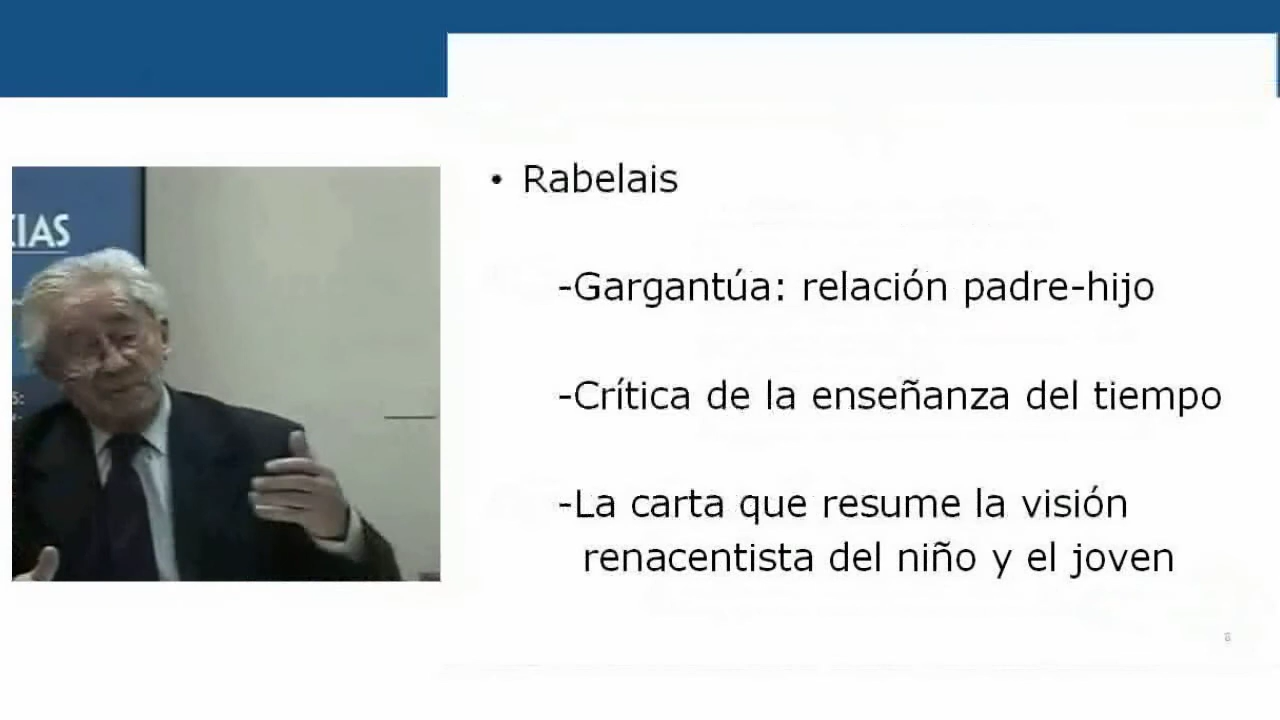 • Rabelais
-Gargantúa: relación padre-hijo
-Crítica de la enseñanza del tiempo
-La carta que resume la visión
renacentista del niño y el joven